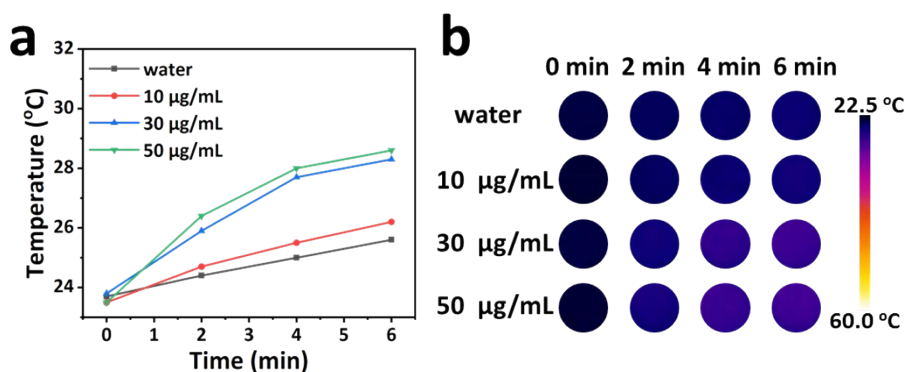 a
32
30
28
26
24
Temperature (°C)
water
10 μg/mL
30 μg/mL
50 μg/mL
0 1 2 3 4 5 6
Time (min)
b
0 min 2 min 4 min 6 min
water
10 μg/mL
30 μg/mL
50 μg/mL
22.5 °C
60.0 °C